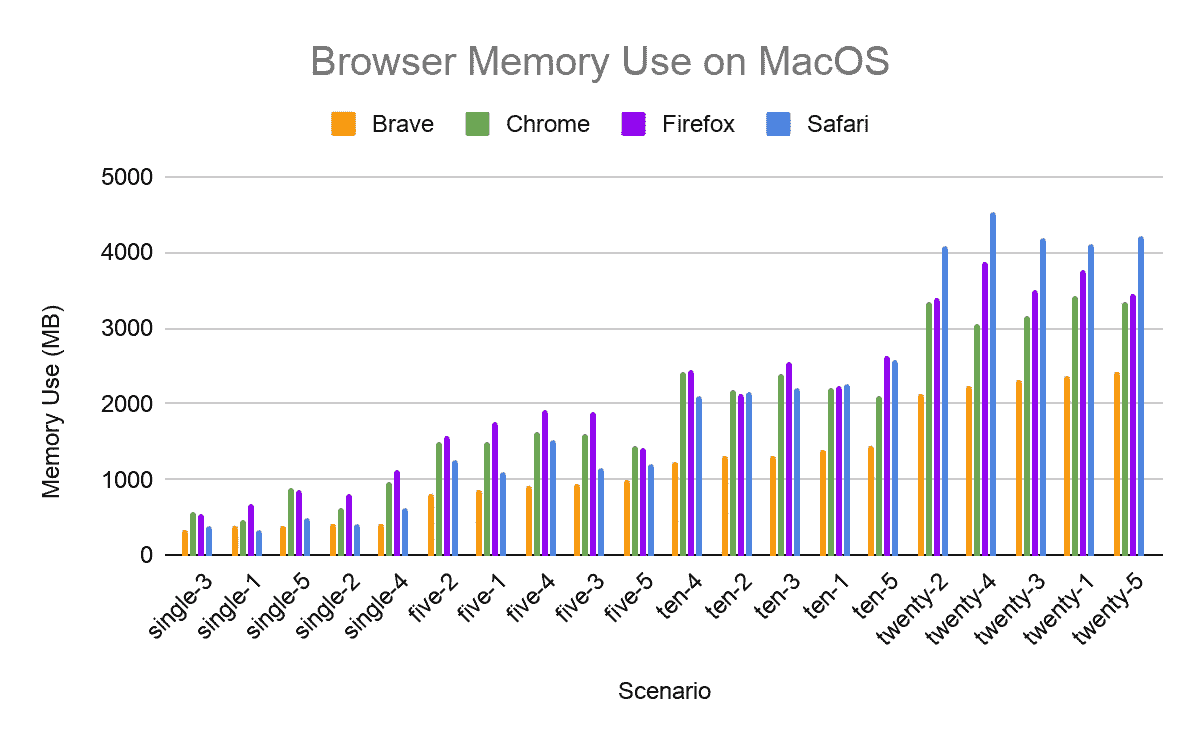 Browser Memory Use on MacOS
Brave Chrome Firefox Safari
5000
4000
3000
2000
1000
0
Memory Use (MB)
single-3 single-1 single-5 single-2 single-4 five-2 five-1 five-4 five-3 five-5 ten-4 ten-2 ten-3 ten-1 ten-5 twenty-2 twenty-4 twenty-3 twenty-1 twenty-5
Scenario